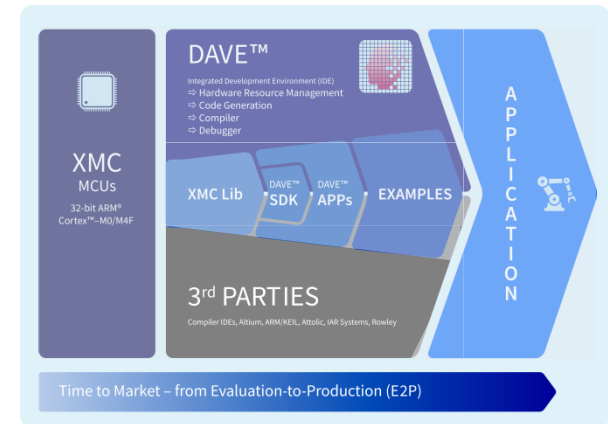 XMC
MCUs
32-bit ARM®
Cortex™–M0/M4F
DAVE™
Integrated Development Environment (IDE)
⇨ Hardware Resource Management
⇨ Code Generation
⇨ Compiler
⇨ Debugger
XMC Lib
DAVE™
SDK
DAVE™
APPs
EXAMPLES
3rd PARTIES
Compiler IDEs, Altium, ARM/KEIL, Attolic, IAR Systems, Rowley
APPLICATION
Time to Market – from Evaluation-to-Production (E2P)